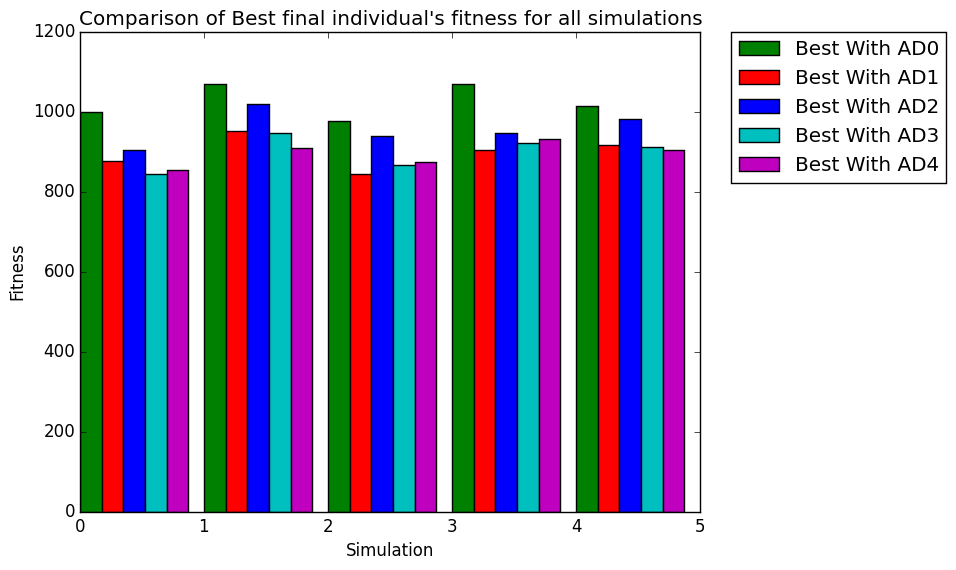 Comparison of Best final individual's fitness for all simulations
1200
1000
800
600
400
200
0
Fitness
0 1 2 3 4 5
Simulation
Best With AD0
Best With AD1
Best With AD2
Best With AD3
Best With AD4